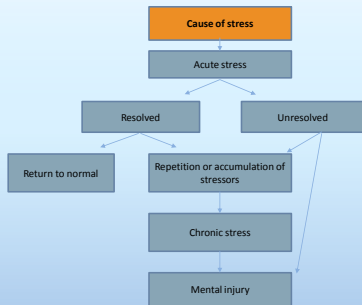 Cause of stress
Acute stress
Resolved
Unresolved
Return to normal
Repetition or accumulation of
stressors
Chronic stress
Mental injury